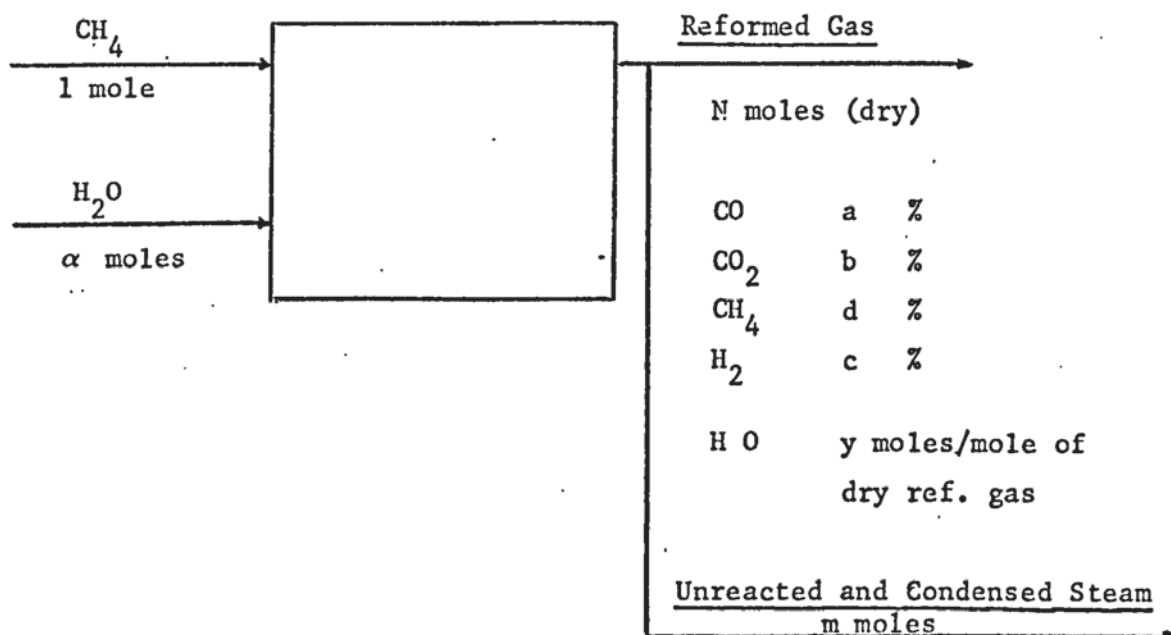 CH4
1 mole
H2O
α moles
Reformed Gas
N moles (dry)
CO a %
CO2 b %
CH4 d %
H2 c %
H O y moles/mole of
dry ref. gas
Unreacted and Condensed Steam
m moles